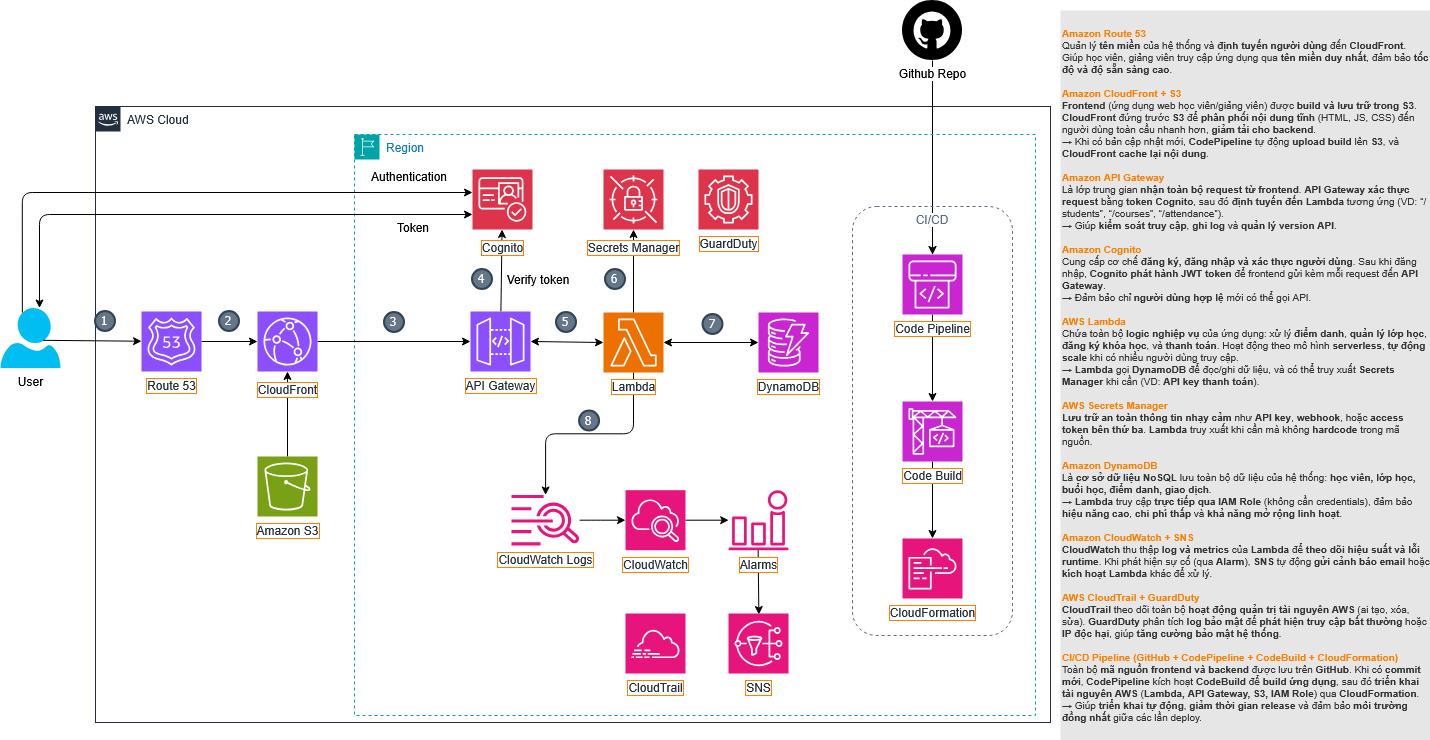 Github Repo
aws
AWS Cloud
Region
Authentication
Token
Cognito
Secrets Manager
GuardDuty
CI/CD
4
Verify token
6
Code Pipeline
1
2
3
5
7
53
User
Route 53
CloudFront
API Gateway
Lambda
DynamoDB
8
Code Build
Amazon S3
CloudWatch Logs
CloudWatch
Alarms
CloudFormation
CloudTrail
SNS
Amazon Route 53
Quản lý tên miền của hệ thống và định tuyến người dùng đến CloudFront.
Giúp học viên, giảng viên truy cập ứng dụng qua tên miền duy nhất, đảm bảo tốc
độ và độ sẵn sàng cao.
Amazon CloudFront + S3
Frontend (ứng dụng web học viên/giảng viên) được build và lưu trữ trong S3.
CloudFront đứng trước S3 để phân phối nội dung tĩnh (HTML, JS, CSS) đến
người dùng toàn cầu nhanh hơn, giảm tải cho backend.
→ Khi có bản cập nhật mới, CodePipeline tự động upload build lên S3, và
CloudFront cache lại nội dung.
Amazon API Gateway
Là lớp trung gian nhận toàn bộ request từ frontend. API Gateway xác thực
request bằng token Cognito, sau đó định tuyến đến Lambda tương ứng (VD: "/
students", "/courses", "/attendance").
→ Giúp kiểm soát truy cập, ghi log và quản lý version API.
Amazon Cognito
Cung cấp cơ chế đăng ký, đăng nhập và xác thực người dùng. Sau khi đăng
nhập, Cognito phát hành JWT token để frontend gửi kèm mỗi request đến API
Gateway.
→ Đảm bảo chỉ người dùng hợp lệ mới có thể gọi API.
AWS Lambda
Chứa toàn bộ logic nghiệp vụ của ứng dụng: xử lý điểm danh, quản lý lớp học,
đăng ký khóa học, và thanh toán. Hoạt động theo mô hình serverless, tự động
scale khi có nhiều người dùng truy cập.
→ Lambda gọi DynamoDB để đọc/ghi dữ liệu, và có thể truy xuất Secrets
Manager khi cần (VD: API key thanh toán).
AWS Secrets Manager
Lưu trữ an toàn thông tin nhạy cảm như API key, webhook, hoặc access
token bên thứ ba. Lambda truy xuất khi cần mà không hardcode trong mã
nguồn.
Amazon DynamoDB
Là cơ sở dữ liệu NoSQL lưu toàn bộ dữ liệu của hệ thống: học viên, lớp học,
buổi học, điểm danh, giao dịch.
→ Lambda truy cập trực tiếp qua IAM Role (không cần credentials), đảm bảo
hiệu năng cao, chi phí thấp và khả năng mở rộng linh hoạt.
Amazon CloudWatch + SNS
CloudWatch thu thập log và metrics của Lambda để theo dõi hiệu suất và lỗi
runtime. Khi phát hiện sự cố (qua Alarm), SNS tự động gửi cảnh báo email hoặc
kích hoạt Lambda khác để xử lý.
AWS CloudTrail + GuardDuty
CloudTrail theo dõi toàn bộ hoạt động quản trị tài nguyên AWS (ai tạo, xóa,
sửa). GuardDuty phân tích log bảo mật để phát hiện truy cập bất thường hoặc
IP độc hại, giúp tăng cường bảo mật hệ thống.
CI/CD Pipeline (GitHub + CodePipeline + CodeBuild + CloudFormation)
Toàn bộ mã nguồn frontend và backend được lưu trên GitHub. Khi có commit
mới, CodePipeline kích hoạt CodeBuild để build ứng dụng, sau đó triển khai
tài nguyên AWS (Lambda, API Gateway, S3, IAM Role) qua CloudFormation.
→ Giúp triển khai tự động, giảm thời gian release và đảm bảo môi trường
đồng nhất giữa các lần deploy.